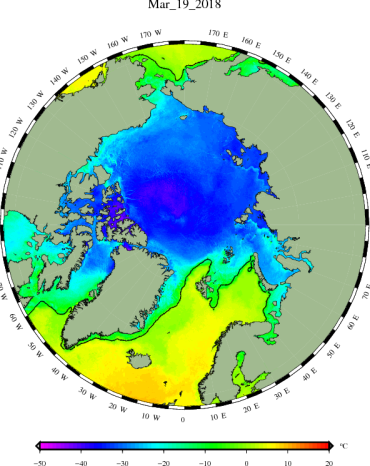 Mar_19_2018
170 W
170 E
160 W
160 E
150 W
150 E
140 W
140 E
130 W
130 E
120 W
120 E
110 E
70 E
60 W
60 E
50 W
50 E
40 W
40 E
30 W
30 E
20 W
20 E
10 W
10 E
0
°C
−50 −40 −30 −20 −10 0 10 20